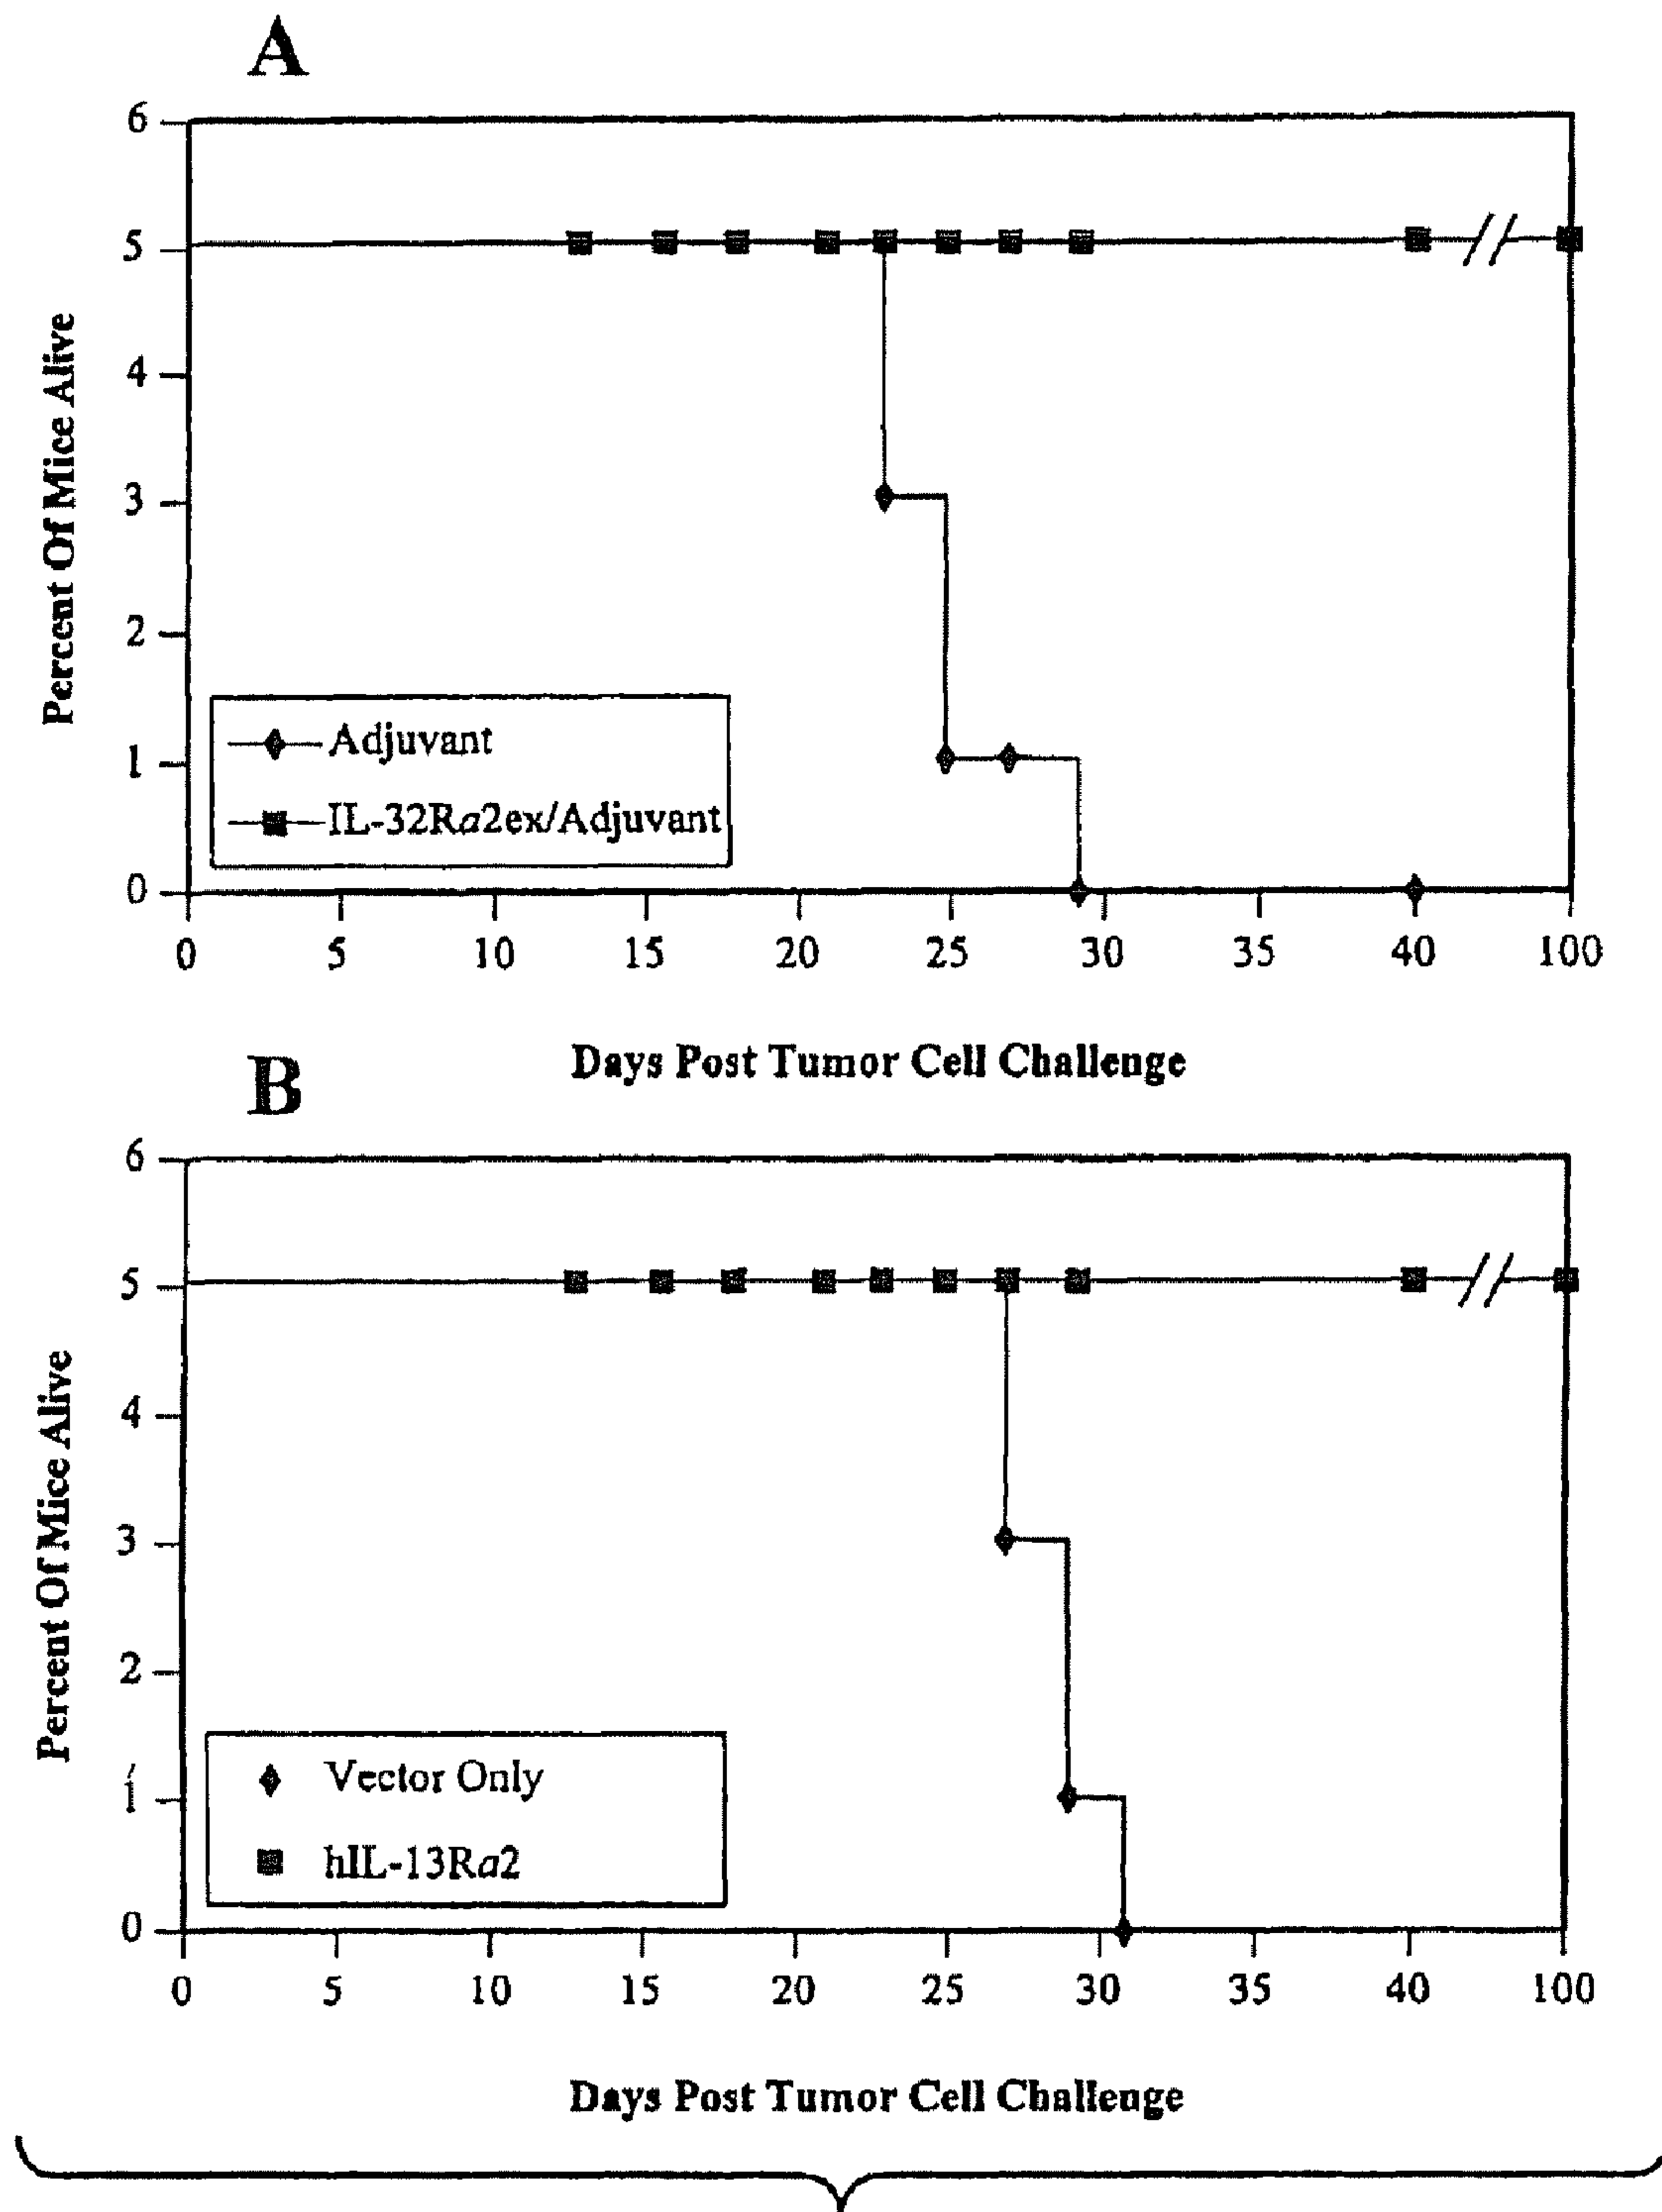 A
6
5
4
3
2
1
0
Percent Of Mice Alive
Adjuvant
IL-32Ra2ex/Adjuvant
0 5 10 15 20 25 30 35 40 100
Days Post Tumor Cell Challenge
B
6
5
4
3
2
1
0
Percent Of Mice Alive
Vector Only
hIL-13Ra2
0 5 10 15 20 25 30 35 40 100
Days Post Tumor Cell Challenge